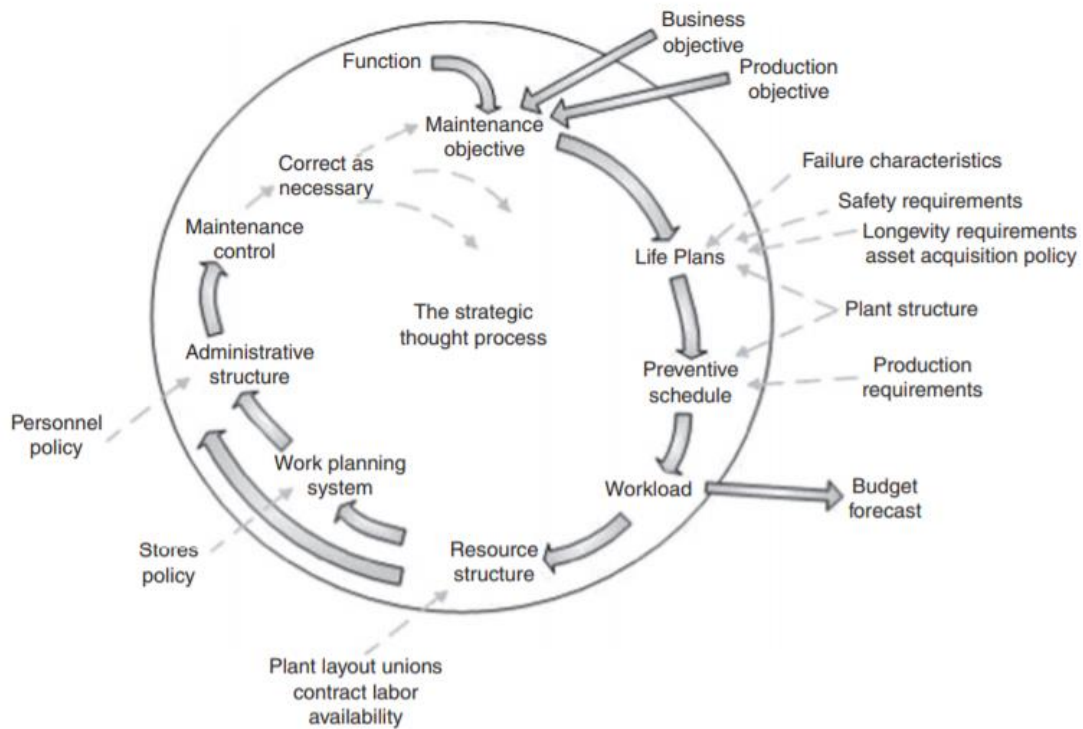 Business
objective
Function
Production
objective
Maintenance
objective
Correct as
necessary
Failure characteristics
Safety requirements
Maintenance
control
Longevity requirements
asset acquisition policy
Life Plans
The strategic
thought process
Plant structure
Administrative
structure
Preventive
schedule
Production
requirements
Personnel
policy
Work planning
system
Workload
Budget
forecast
Stores
policy
Resource
structure
Plant layout unions
contract labor
availability